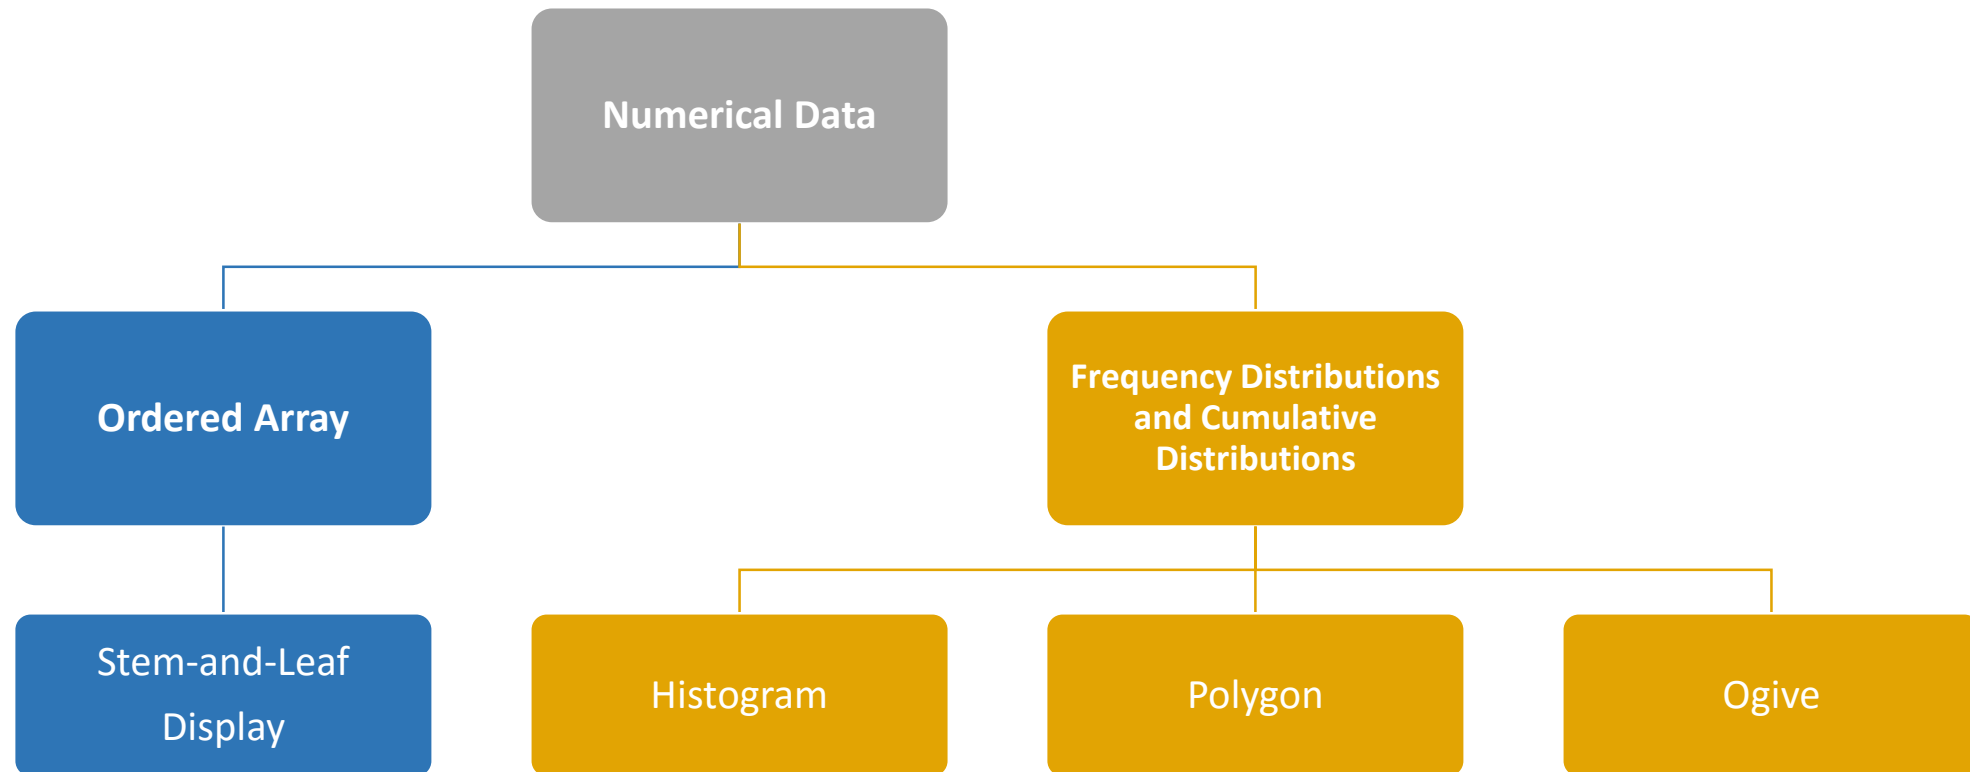 Numerical Data
Ordered Array
Frequency Distributions
and Cumulative
Distributions
Stem-and-Leaf
Display
Histogram
Polygon
Ogive